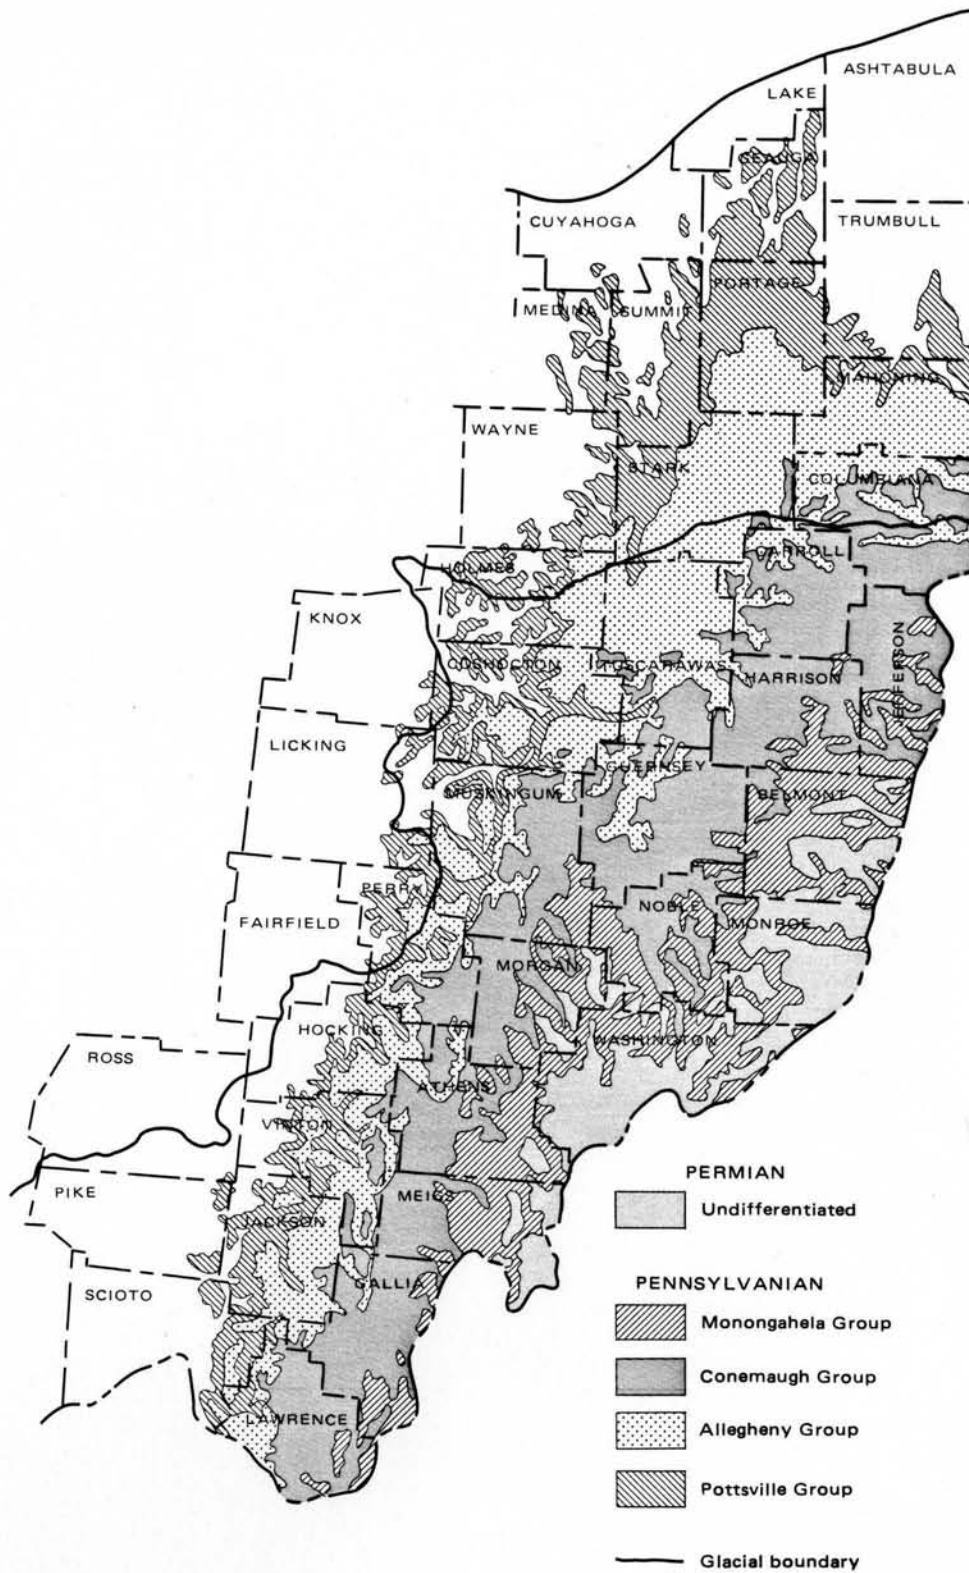 ASHTABULA
LAKE
GEAUGA
CUYAHOGA
TRUMBULL
PORTAGE
MEDINA
SUMMIT
MAHONING
WAYNE
STARK
COLUMBIANA
CARROLL
HOLMES
KNOX
JEFFERSON
COSHOCTON
TUSCARAWAS
HARRISON
LICKING
GUERNSEY
MUSKINGUM
BELMONT
PERRY
NOBLE
FAIRFIELD
MONROE
MORGAN
HOCKING
WASHINGTON
ROSS
ATHENS
VINTON
PIKE
MEIGS
JACKSON
GALLIA
SCIOTO
LAWRENCE
PERMIAN
Undifferentiated
PENNSYLVANIAN
Monongahela Group
Conemaugh Group
Allegheny Group
Pottsville Group
Glacial boundary